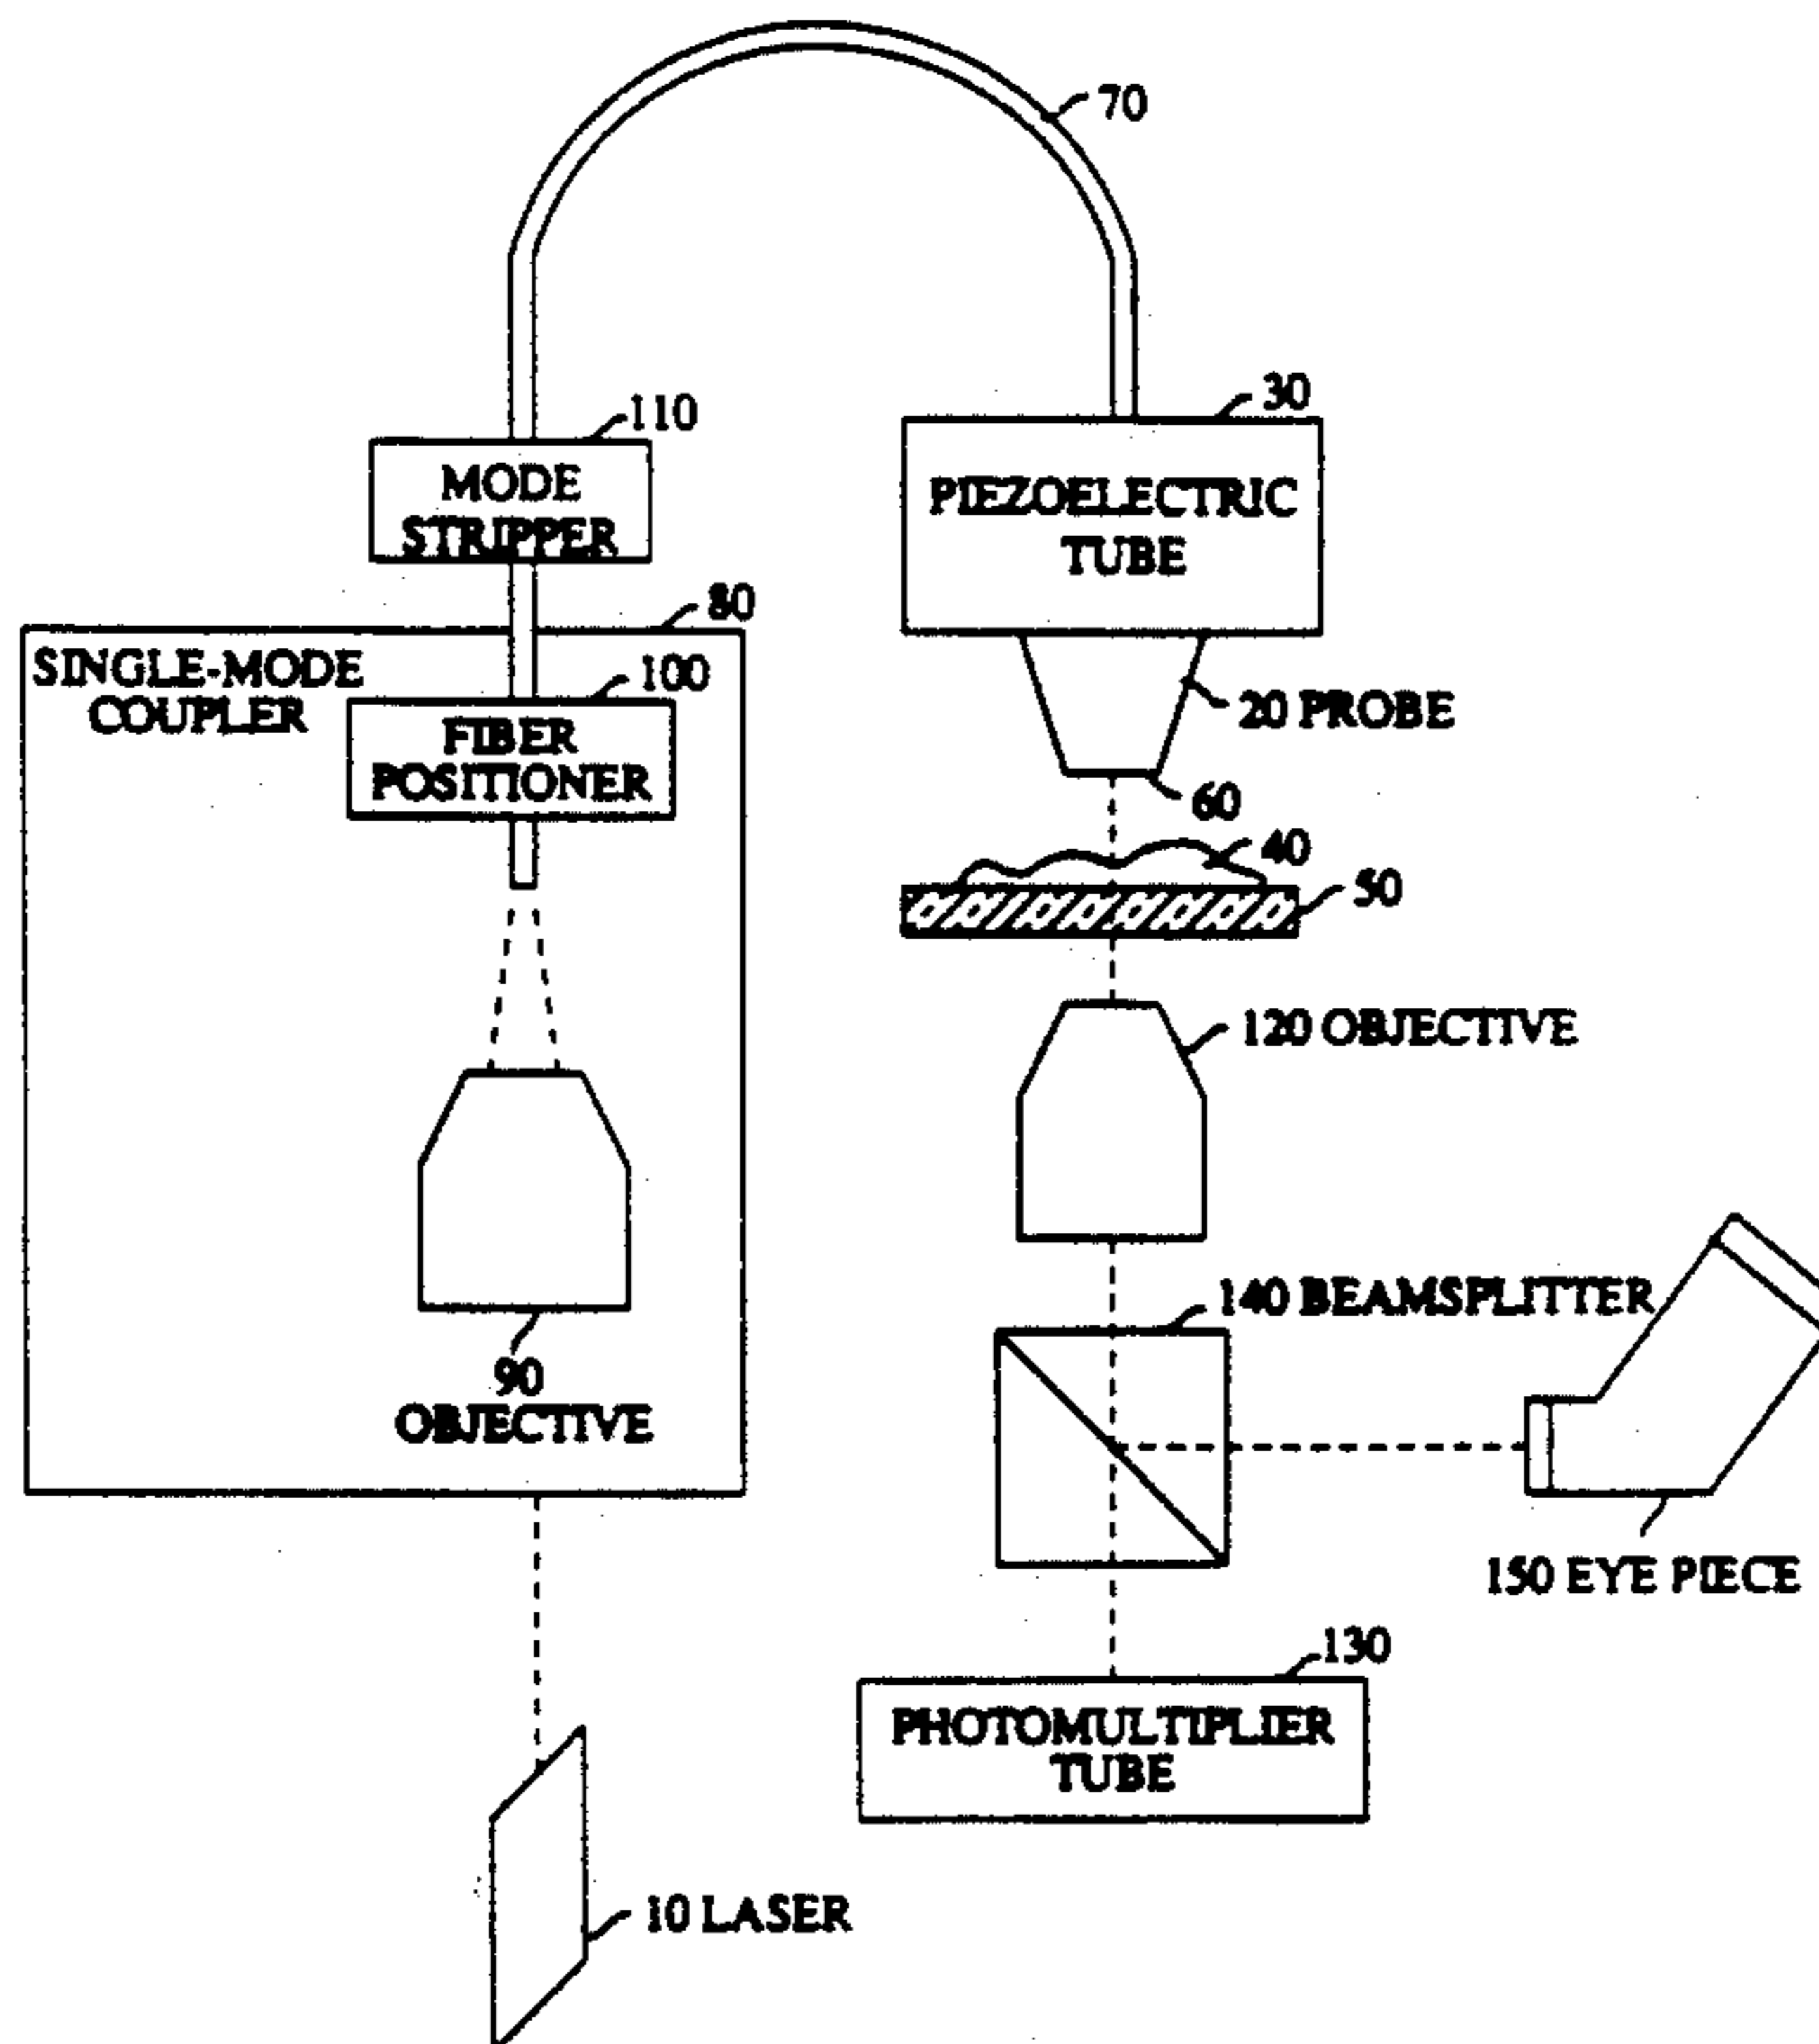 70
30
110
MODE
STRIPPER
PIEZOELECTRIC
TUBE
80
SINGLE-MODE
COUPLER
100
FIBER
POSITIONER
20 PROBE
60
40
50
120 OBJECTIVE
140 BEAMSPLITTER
90
OBJECTIVE
150 EYE PIECE
130
PHOTOMULTIPLIER
TUBE
10 LASER